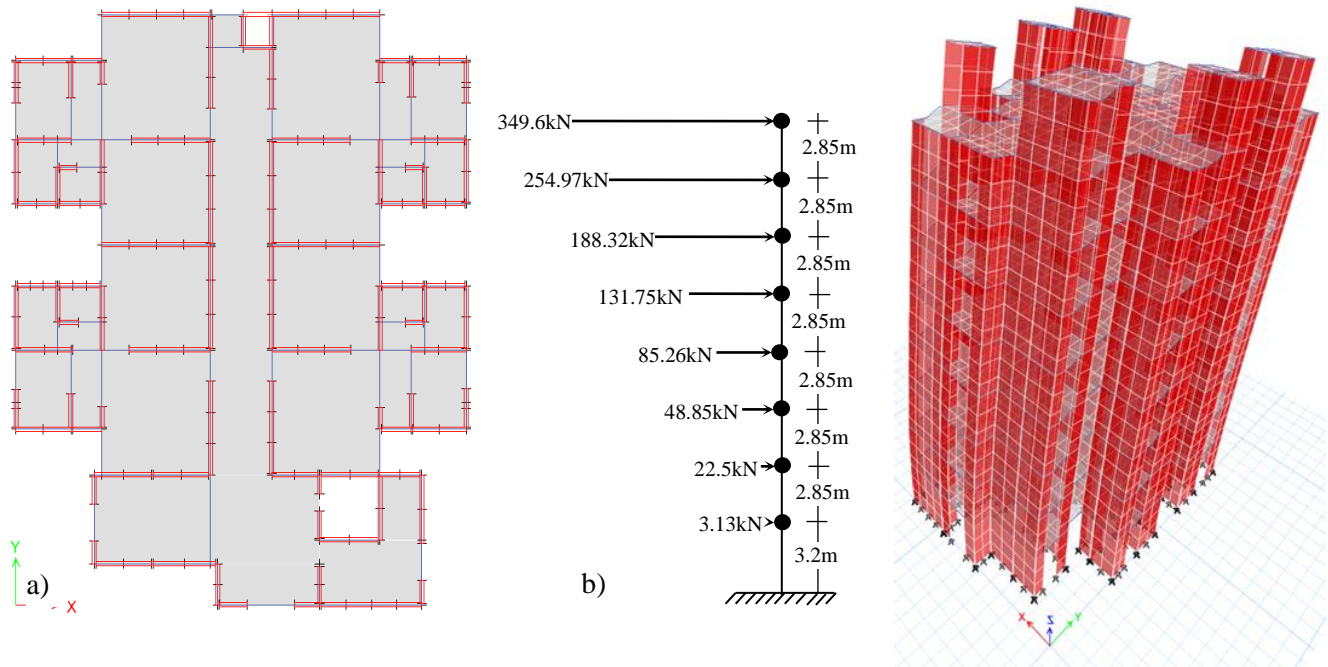 349.6kN
2.85m
254.97kN
2.85m
188.32kN
2.85m
131.75kN
2.85m
85.26kN
2.85m
48.85kN
2.85m
22.5kN
2.85m
3.13kN
3.2m
Y
X
a)
b)
X
Z
Y